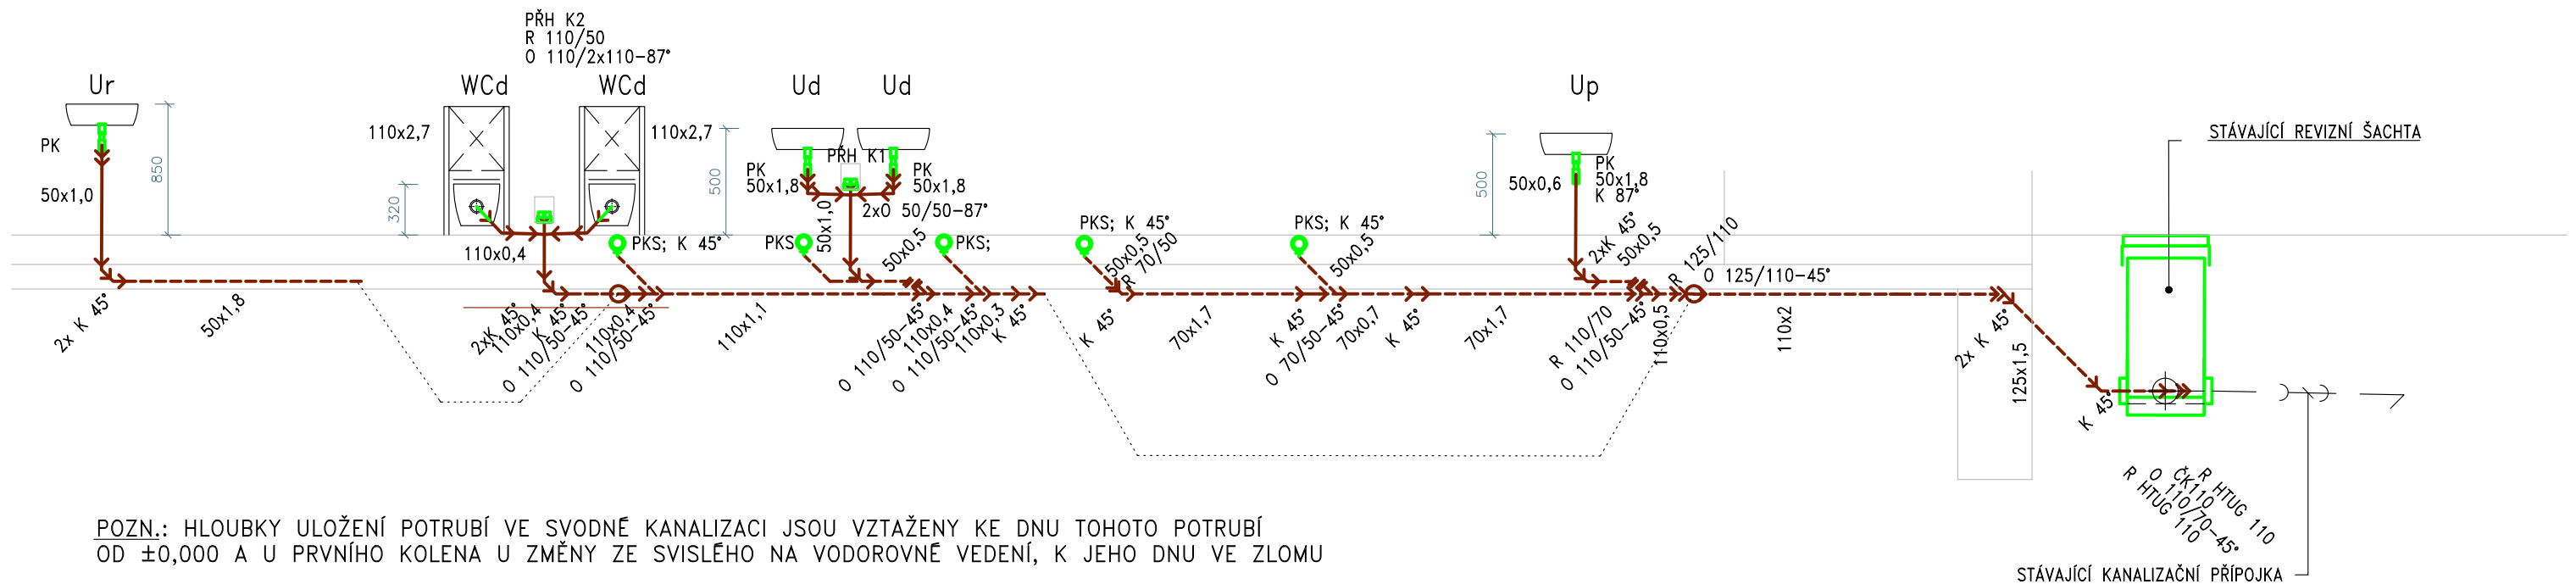 PŘH K2
R 110/50
O 110/2x110-87°
Ur
WCd
WCd
Ud
Ud
Up
PK
50x1,0
850
110x2,7
320
110x2,7
500
PK
50x1,8
PŘH K1
PK
50x1,8
2xO 50/50-87°
50x1,0
500
50x0,6
PK
50x1,8
K 87°
STÁVAJÍCÍ REVIZNÍ ŠACHTA
110x0,4
PKS; K 45°
PKS
50x0,5
PKS;
PKS; K 45°
50x0,5
R 70/50
PKS; K 45°
50x0,5
2xK 45°
50x0,5
R 125/110
O 125/110-45°
2x K 45°
50x1,8
2xK 45°
110x0,4
K 45°
O 110/50-45°
110x0,4
O 110/50-45°
110x1,1
O 110/50-45°
110x0,4
O 110/50-45°
110x0,3
K 45°
K 45°
70x1,7
K 45°
O 70/50-45°
70x0,7
K 45°
70x1,7
R 110/70
O 110/50-45°
110x0,5
110x2
2x K 45°
125x1,5
K 45°
R HTUG 110
ČK110
O 110/70-45°
R HTUG 110
POZN.: HLOUBKY ULOŽENÍ POTRUBÍ VE SVODNÉ KANALIZACI JSOU VZTAŽENY KE DNU TOHOTO POTRUBÍ
OD ±0,000 A U PRVNÍHO KOLENA U ZMĚNY ZE SVISLÉHO NA VODOROVNÉ VEDENÍ, K JEHO DNU VE ZLOMU
STÁVAJÍCÍ KANALIZAČNÍ PŘÍPOJKA